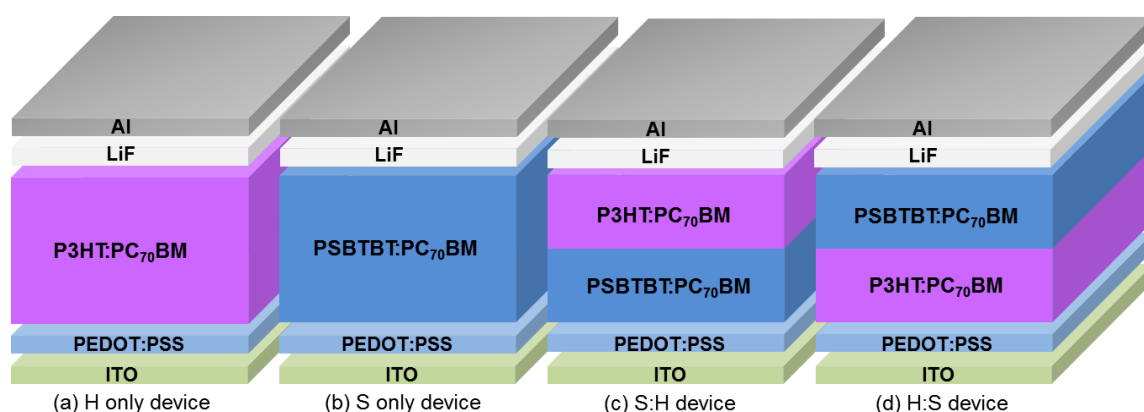 Al
LiF
P3HT:PC₇₀BM
PEDOT:PSS
ITO
(a) H only device
Al
LiF
PSBTBT:PC₇₀BM
PEDOT:PSS
ITO
(b) S only device
Al
LiF
P3HT:PC₇₀BM
PSBTBT:PC₇₀BM
PEDOT:PSS
ITO
(c) S:H device
Al
LiF
PSBTBT:PC₇₀BM
P3HT:PC₇₀BM
PEDOT:PSS
ITO
(d) H:S device